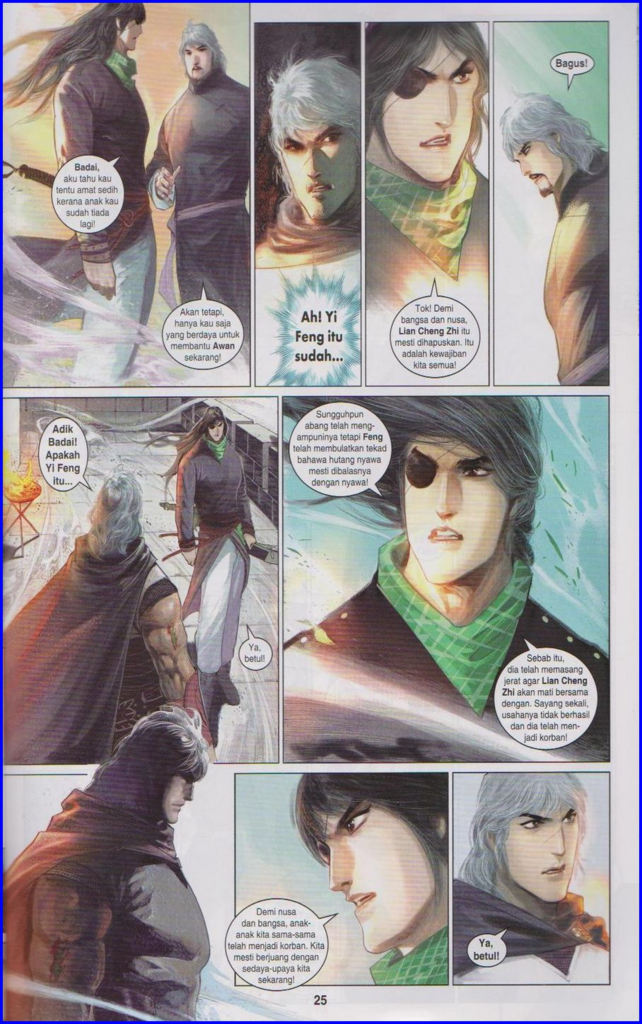 Badai,
aku tahu kau
tentu amat sedih
kerana anak kau
sudah tiada
lagi!
Akan tetapi,
hanya kau saja
yang berdaya untuk
membantu Awan
sekarang!
Ah! Yi
Feng itu
sudah...
Tok! Demi
bangsa dan nusa,
Lian Cheng Zhi itu
mesti dihapuskan. Itu
adalah kewajiban
kita semua!
Bagus!
Adik
Badai!
Apakah
Yi Feng
itu...
Ya,
betul!
Sungguhpun
abang telah meng-
ampuninya tetapi Feng
telah membulatkan tekad
bahawa hutang nyawa
mesti dibalasnya
dengan nyawa!
Sebab itu,
dia telah memasang
jerat agar Lian Cheng
Zhi akan mati bersama
dengan. Sayang sekali,
usahanya tidak berhasil
dan dia telah men-
jadi korban!
Demi nusa
dan bangsa, anak-
anak kita sama-sama
telah menjadi korban. Kita
mesti berjuang dengan
sedaya-upaya kita
sekarang!
Ya,
betul!
25